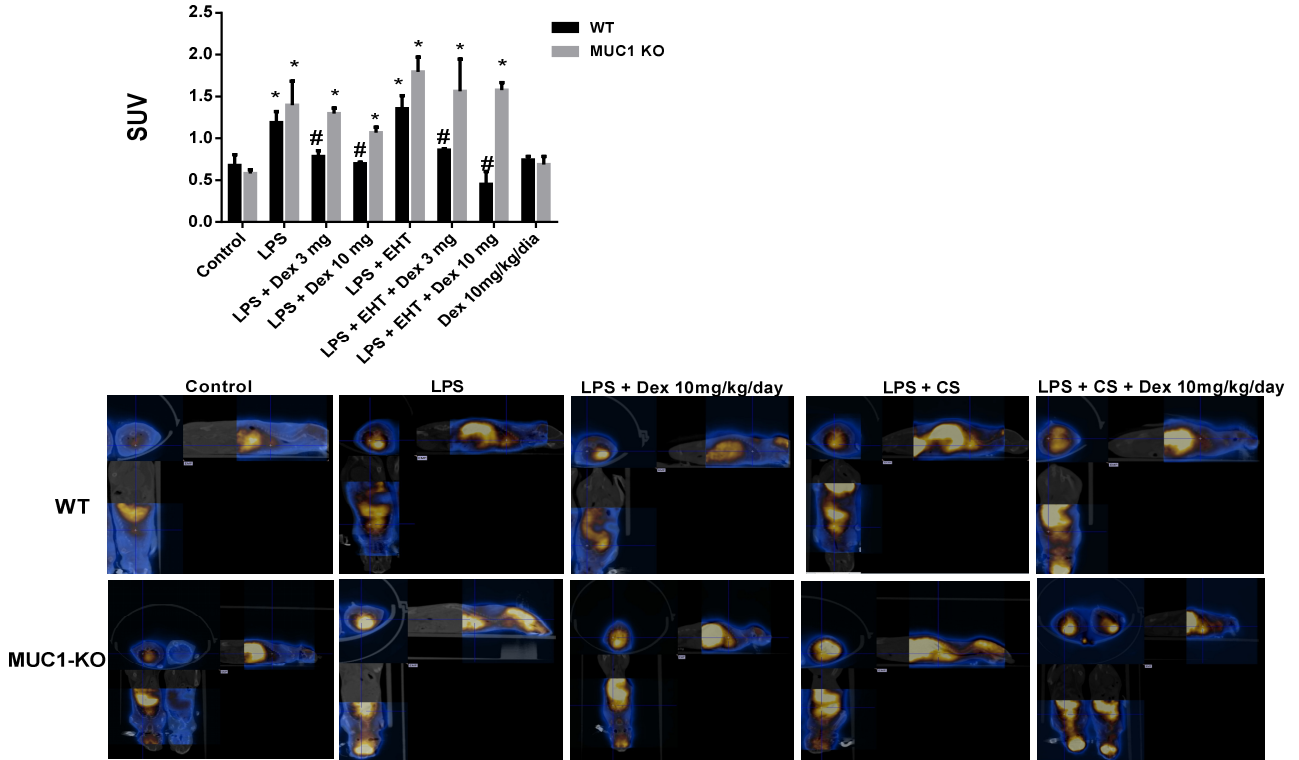 2.5
2.0
1.5
1.0
0.5
0.0
SUV
WT
MUC1 KO
* * # * # * * * # * # *
Control
LPS
LPS + Dex 3 mg
LPS + Dex 10 mg
LPS + EHT
LPS + EHT + Dex 3 mg
LPS + EHT + Dex 10 mg
Dex 10mg/kg/dia
Control
LPS
LPS + Dex 10mg/kg/day
LPS + CS
LPS + CS + Dex 10mg/kg/day
WT
MUC1-KO